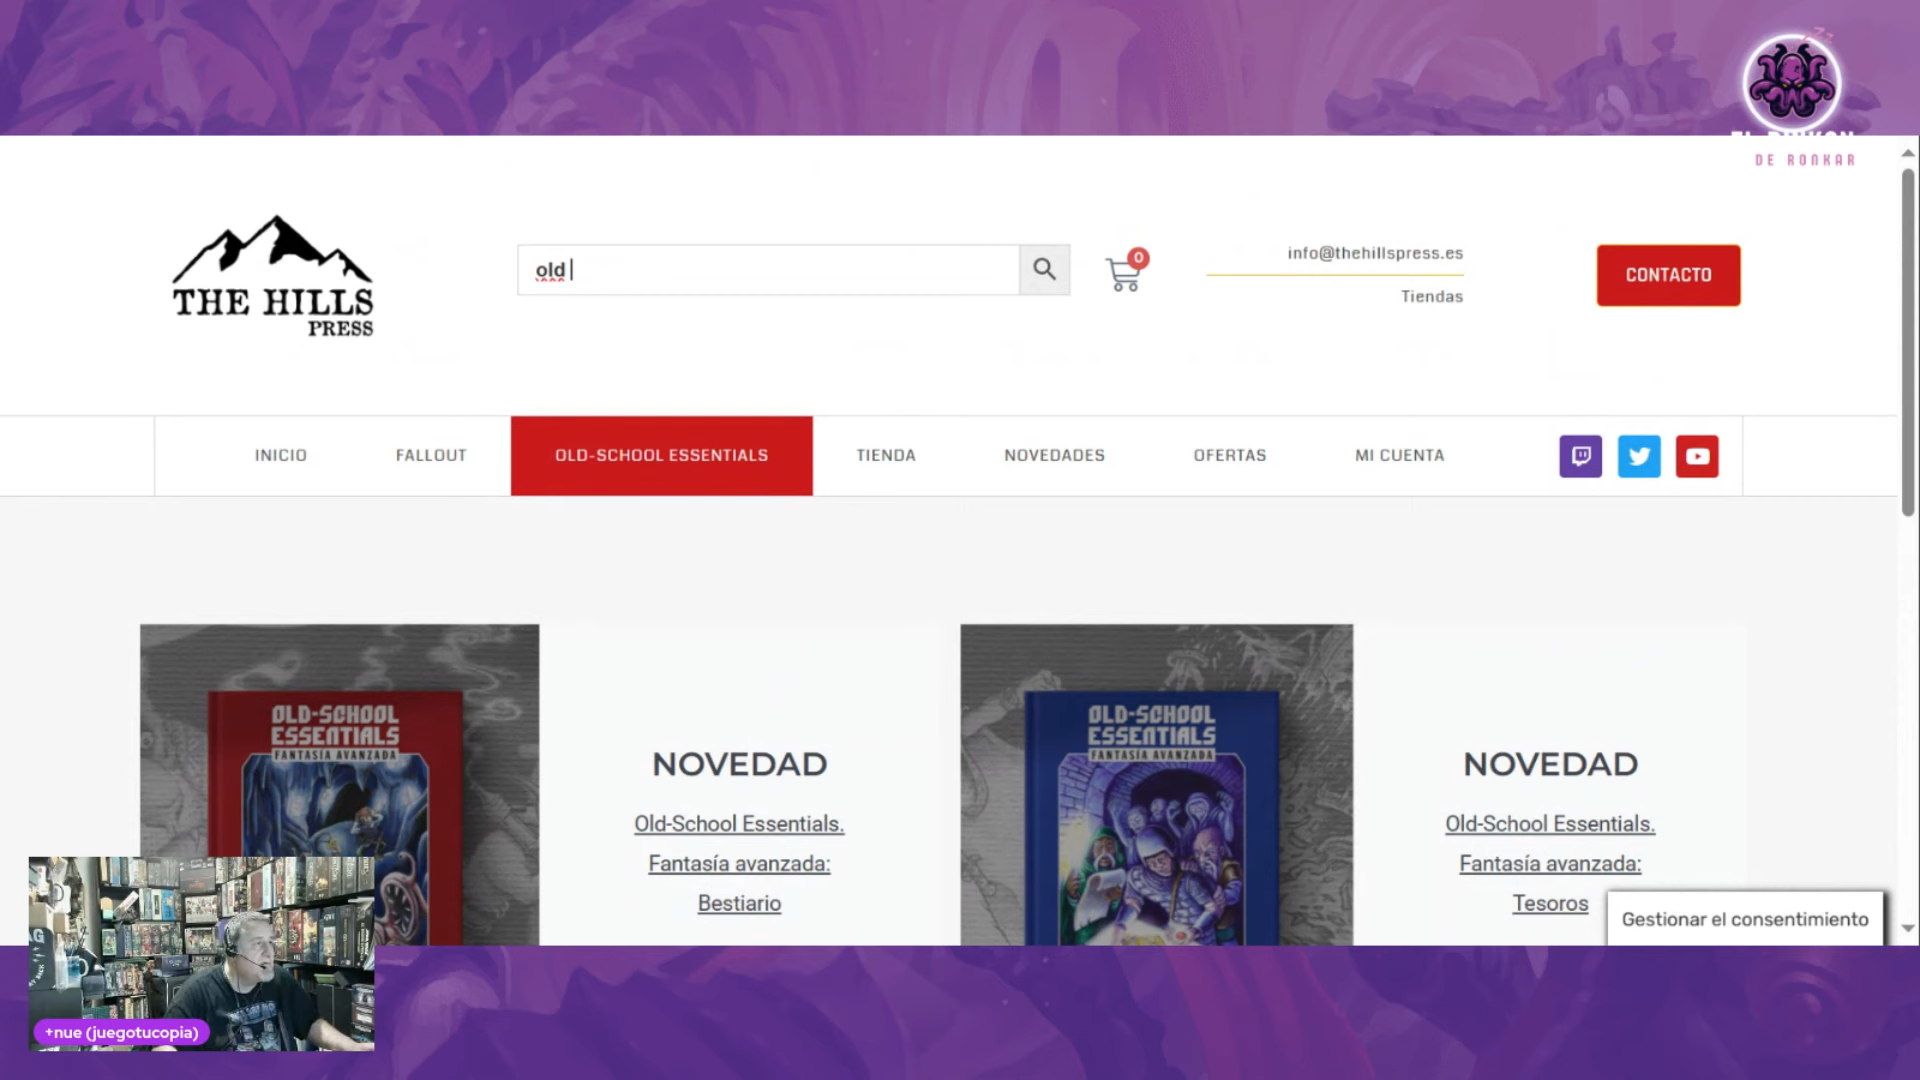 DE RONKAR
THE HILLS
PRESS
old
0
info@thehillspress.es
Tiendas
CONTACTO
INICIO
FALLOUT
OLD-SCHOOL ESSENTIALS
TIENDA
NOVEDADES
OFERTAS
MI CUENTA
OLD-SCHOOL
ESSENTIALS
FANTASÍA AVANZADA
NOVEDAD
Old-School Essentials.
Fantasía avanzada:
Bestiario
OLD-SCHOOL
ESSENTIALS
FANTASÍA AVANZADA
NOVEDAD
Old-School Essentials.
Fantasía avanzada:
Tesoros
Gestionar el consentimiento
+nue (juegotucopia)